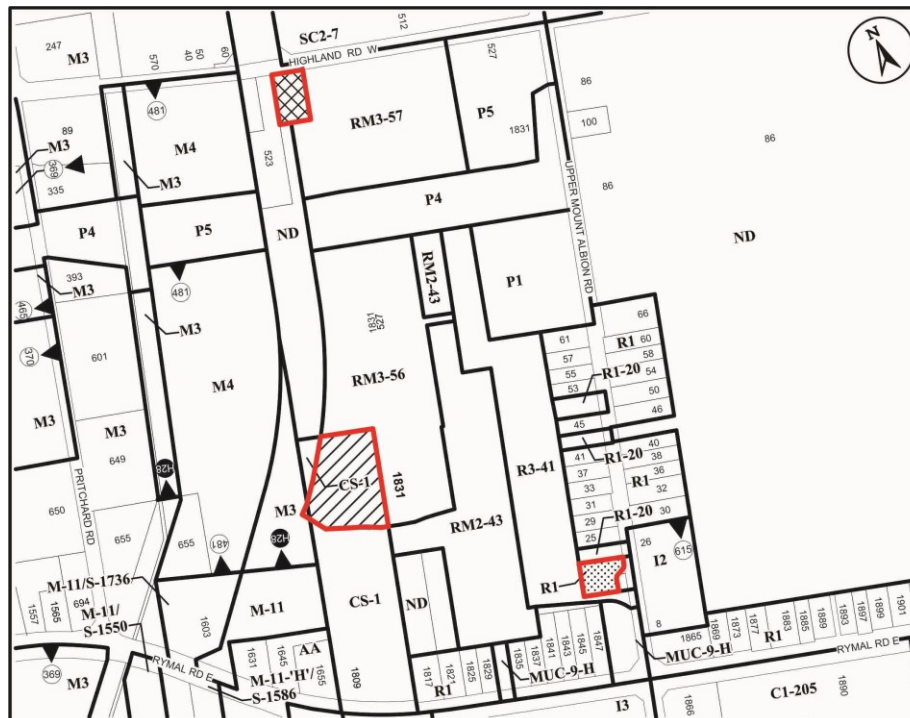 247
M3
570
40
50
60
SC2-7
512
HIGHLAND RD W
527
N
86
100
86
86
89
M3
369
335
M3
481
M4
523
RM3-57
P5
1831
P4
UPPER MOUNT ALBION RD
ND
P4
P5
ND
393
M3
481
465
M3
RM2-43
P1
1831
527
66
61
R1
60
57
58
55
R1-20
54
53
50
46
45
R1-20
40
41
38
37
R1
36
33
32
31
R1-20
30
29
25
370
601
M4
RM3-56
M3
M3
649
H28
CS-1
1831
R3-41
RM2-43
PRITCHARD RD
650
655
655
481
H28
M3
26
615
I2
R1
M-11/S-1736
M-11/
S-1550
694
1557
1565
1603
M-11
CS-1
ND
8
1865
1869
1873
1877
R1
1883
1885
1889
1893
1897
1899
1901
RYMAL RD E
369
M3
RYMAL RD E
1631
1645
AA
1655
M-11-'H'/
S-1586
1809
1817
1821
1825
1829
R1
1835
1837
1841
1843
1845
1847
MUC-9-H
MUC-9-H
I3
1866
C1-205
1890